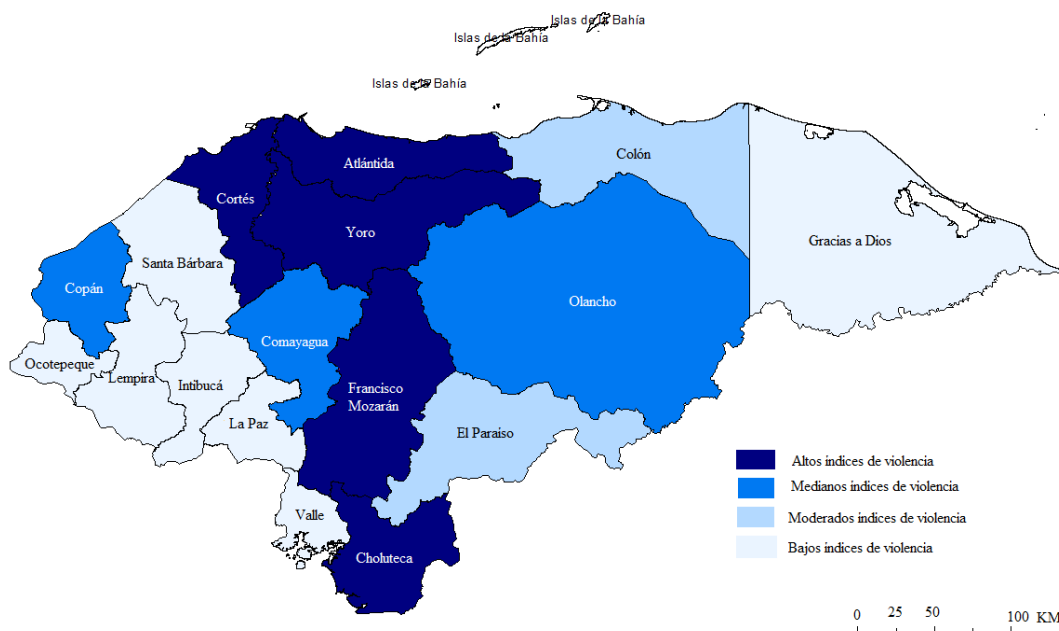 Islas de la Bahía
Islas de la Bahía
Islas de la Bahía
Atlántida
Colón
Cortés
Yoro
Gracias a Dios
Santa Bárbara
Copán
Olancho
Comayagua
Ocotepeque
Lempira
Intibucá
Francisco
Mozarán
La Paz
El Paraiso
Valle
Choluteca
Altos índices de violencia
Medianos índices de violencia
Moderados índices de violencia
Bajos índices de violencia
0 25 50 100 KM